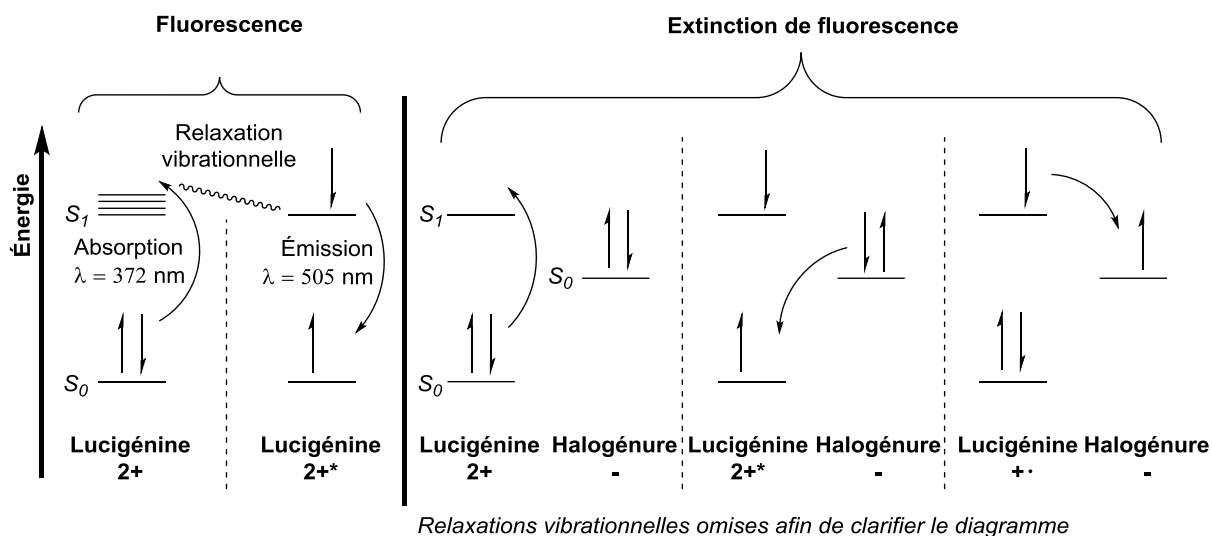 Fluorescence
Extinction de fluorescence
Énergie
Relaxation
vibrationnelle
S1
Absorption
λ = 372 nm
Émission
λ = 505 nm
S0
Lucigénine
2+
Lucigénine
2+*
S1
S0
S0
Lucigénine
2+
Halogénure
-
Lucigénine
2+*
Halogénure
-
Lucigénine
+·
Halogénure
-
Relaxations vibrationnelles omises afin de clarifier le diagramme